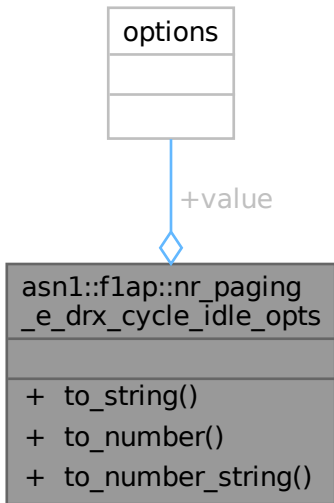 options
+value
asn1::f1ap::nr_paging
_e_drx_cycle_idle_opts
+ to_string()
+ to_number()
+ to_number_string()